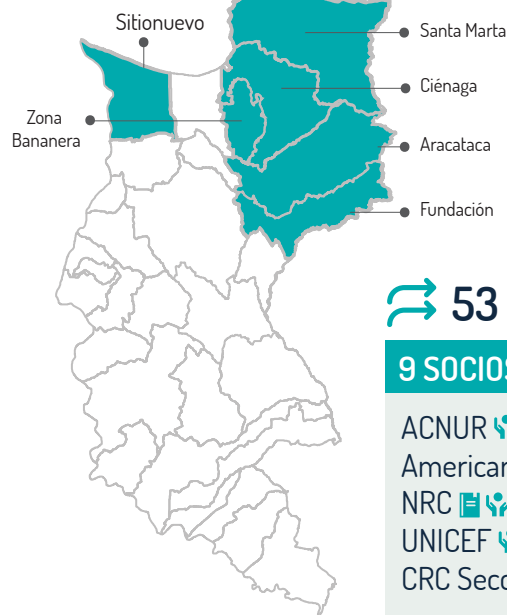 Sitionuevo
Santa Marta
Ciénaga
Zona
Bananera
Aracataca
Fundación
53
9 SOCIOS
ACNUR
American
NRC
UNICEF
CRC Secc